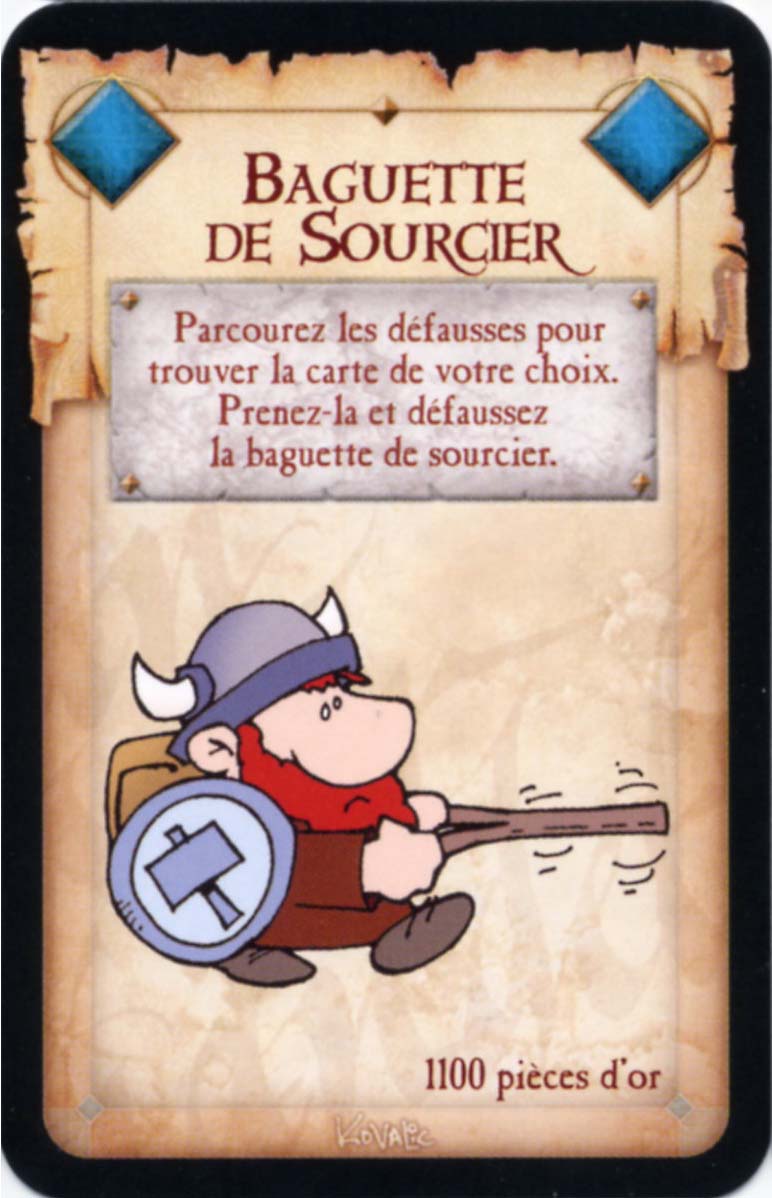 Baguette
de Sourcier
Parcourez les défausses pour
trouver la carte de votre choix.
Prenez-la et défaussez
la baguette de sourcier.
1100 pièces d'or
Kovalic